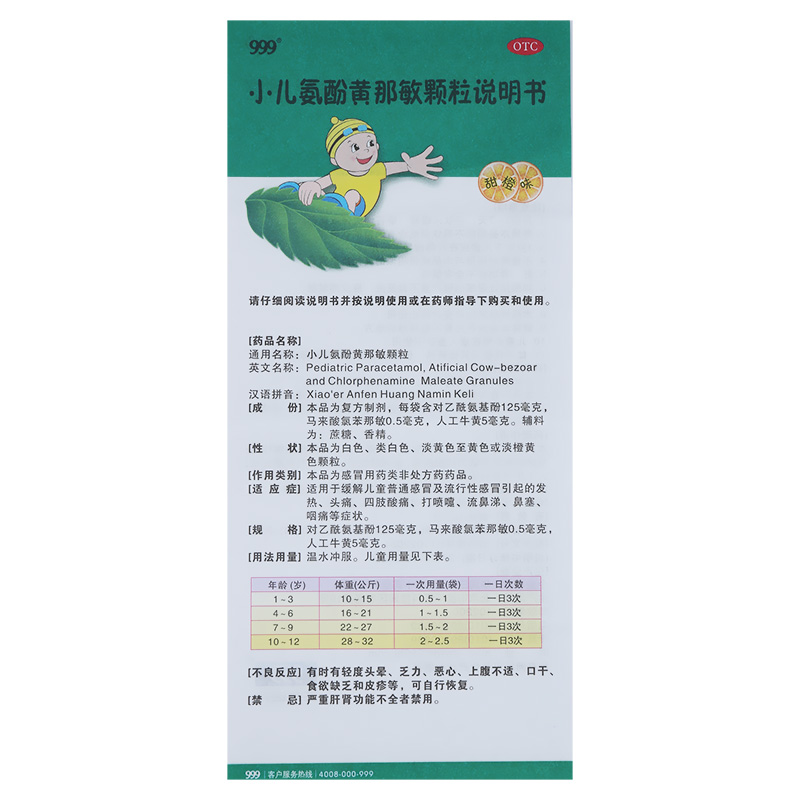 999®
OTC
小儿氨酚黄那敏颗粒说明书
甜橙味
请仔细阅读说明书并按说明使用或在药师指导下购买和使用。
[药品名称]
通用名称：小儿氨酚黄那敏颗粒
英文名称：Pediatric Paracetamol, Atificial Cow-bezoar
and Chlorphenamine Maleate Granules
汉语拼音：Xiao'er Anfen Huang Namin Keli
[成 份] 本品为复方制剂，每袋含对乙酰氨基酚125毫克，
马来酸氯苯那敏0.5毫克，人工牛黄5毫克。辅料
为：蔗糖、香精。
[性 状] 本品为白色、类白色、淡黄色至黄色或淡橙黄
色颗粒。
[作用类别] 本品为感冒用药类非处方药药品。
[适 应 症] 适用于缓解儿童普通感冒及流行性感冒引起的发
热、头痛、四肢酸痛、打喷嚏、流鼻涕、鼻塞、
咽痛等症状。
[规 格] 对乙酰氨基酚125毫克，马来酸氯苯那敏0.5毫克，
人工牛黄5毫克。
[用法用量] 温水冲服。儿童用量见下表。
年龄(岁) 体重(公斤) 一次用量(袋) 一日次数
1~3 10~15 0.5~1 一日3次
4~6 16~21 1~1.5 一日3次
7~9 22~27 1.5~2 一日3次
10~12 28~32 2~2.5 一日3次
[不良反应] 有时有轻度头晕、乏力、恶心、上腹不适、口干、
食欲缺乏和皮疹等，可自行恢复。
[禁 忌] 严重肝肾功能不全者禁用。
999 | 客户服务热线 | 4008-000-999